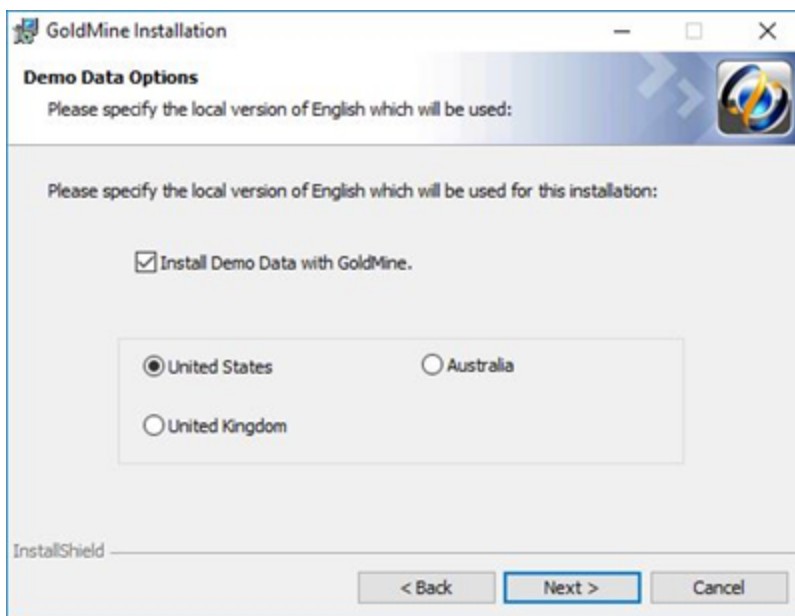 GoldMine Installation
Demo Data Options
Please specify the local version of English which will be used:
Please specify the local version of English which will be used for this installation:
Install Demo Data with GoldMine.
United States
Australia
United Kingdom
InstallShield
< Back
Next >
Cancel